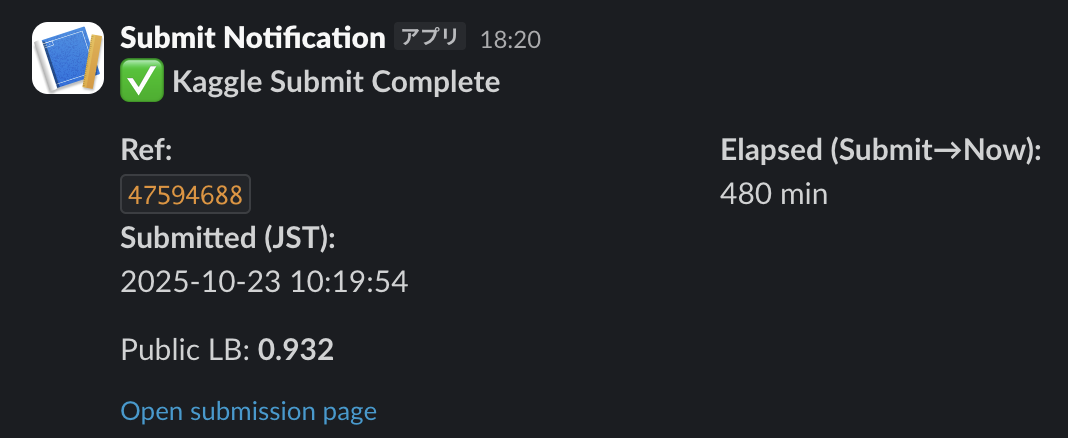 Submit Notification アプリ 18:20
✅ Kaggle Submit Complete
Ref:
47594688
Elapsed (Submit→Now):
480 min
Submitted (JST):
2025-10-23 10:19:54
Public LB: 0.932
Open submission page